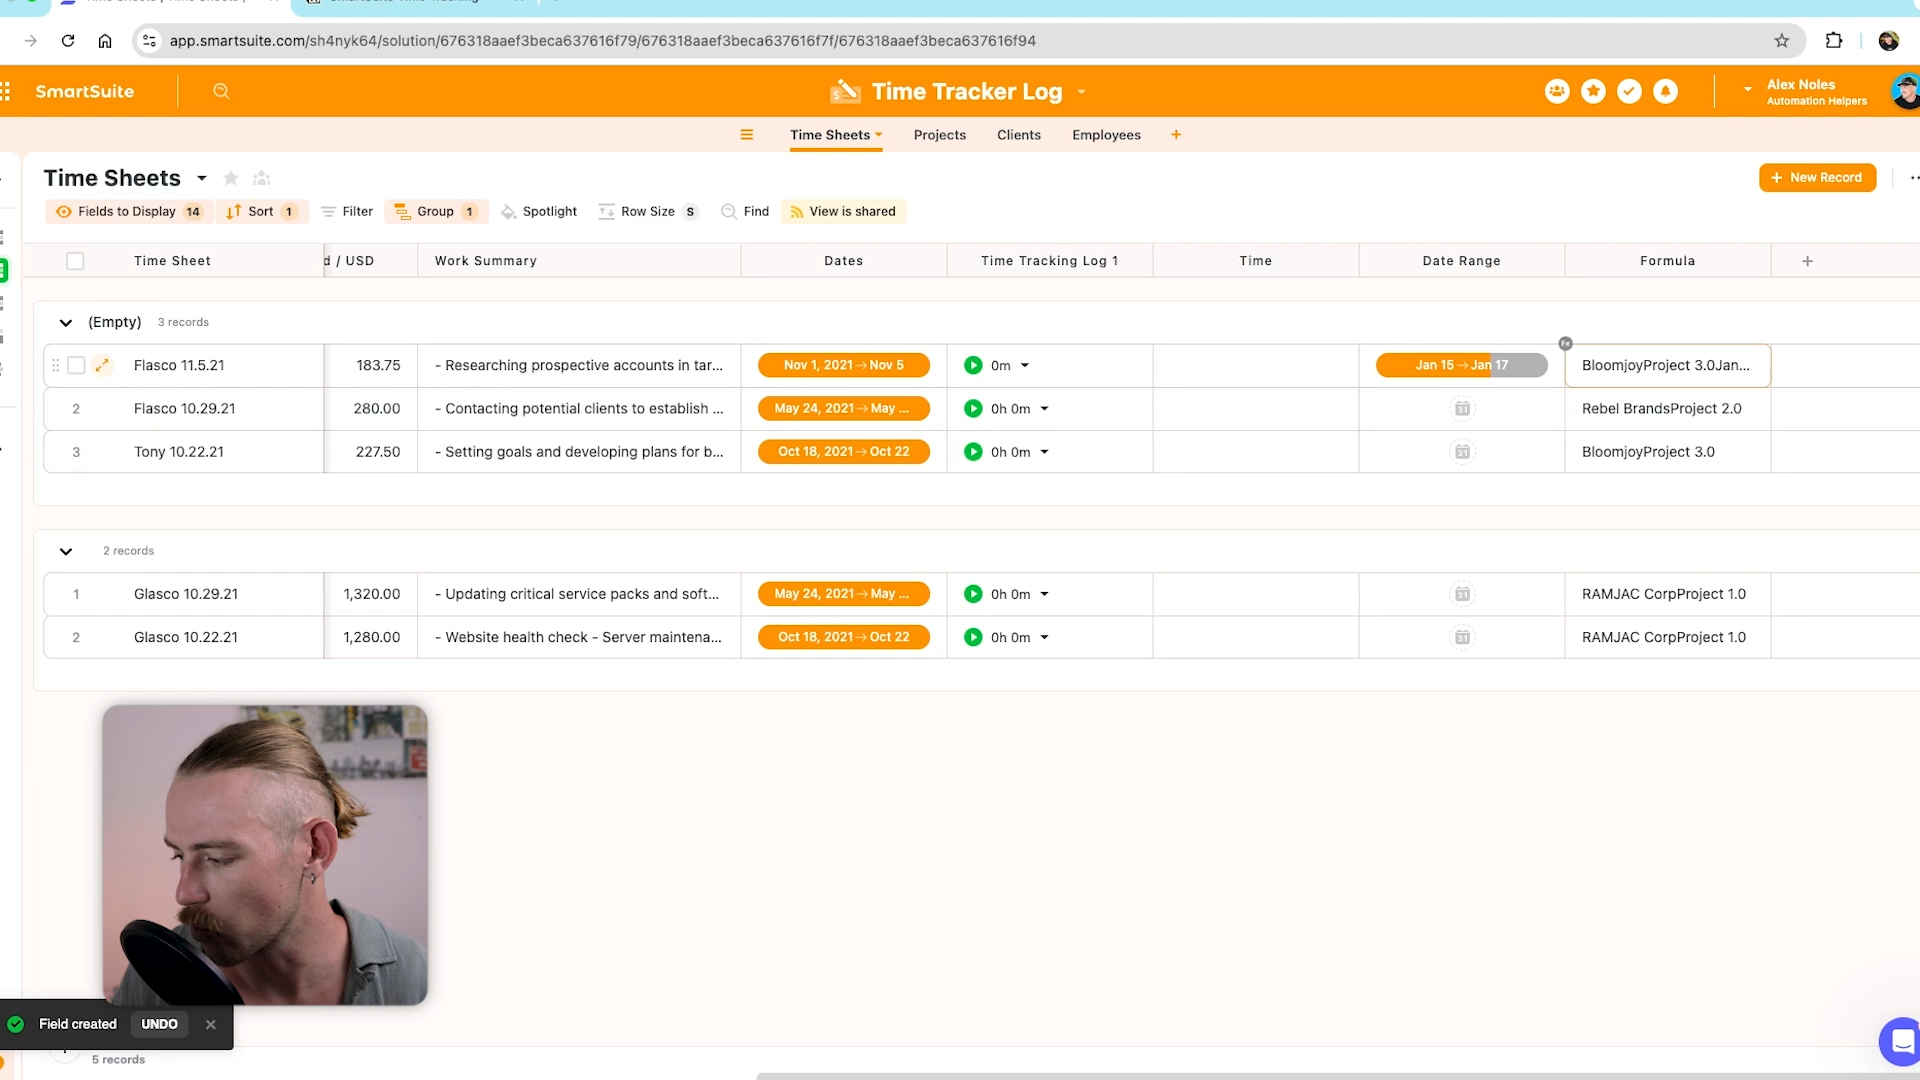 SmartSuite Time Tracking
app.smartsuite.com/sh4nyk64/solution/676318aaef3beca637616f79/676318aaef3beca637616f7f/676318aaef3beca637616f94
SmartSuite
Time Tracker Log
Alex Noles
Automation Helpers
Time Sheets Projects Clients Employees +
Time Sheets
+ New Record
Fields to Display 14 Sort 1 Filter Group 1 Spotlight Row Size S Find View is shared
Time Sheet d / USD Work Summary Dates Time Tracking Log 1 Time Date Range Formula +
(Empty) 3 records
Flasco 11.5.21 183.75 - Researching prospective accounts in tar... Nov 1, 2021→Nov 5 0m Jan 15→Jan 17 BloomjoyProject 3.0Jan...
2 Flasco 10.29.21 280.00 - Contacting potential clients to establish ... May 24, 2021→May ... 0h 0m 31 Rebel BrandsProject 2.0
3 Tony 10.22.21 227.50 - Setting goals and developing plans for b... Oct 18, 2021→Oct 22 0h 0m 31 BloomjoyProject 3.0
2 records
1 Glasco 10.29.21 1,320.00 - Updating critical service packs and soft... May 24, 2021→May ... 0h 0m 31 RAMJAC CorpProject 1.0
2 Glasco 10.22.21 1,280.00 - Website health check - Server maintena... Oct 18, 2021→Oct 22 0h 0m 31 RAMJAC CorpProject 1.0
Field created UNDO
5 records